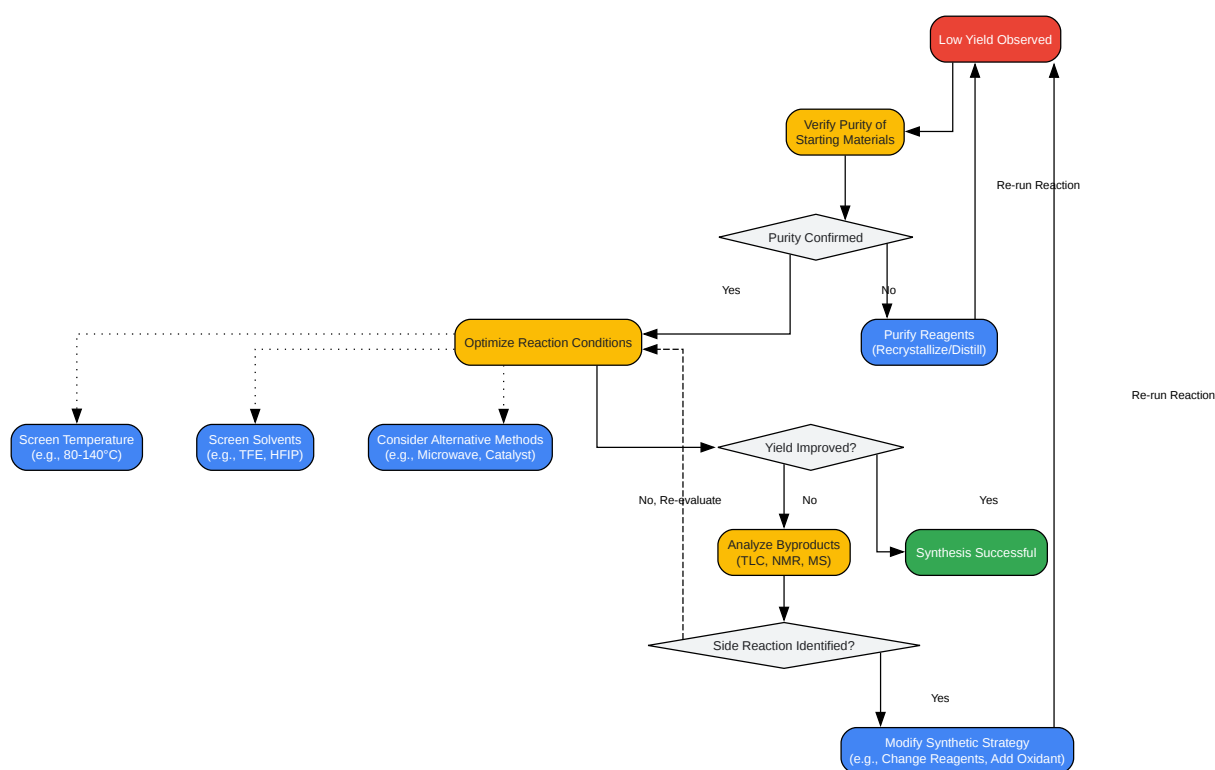 Low Yield Observed
Verify Purity of
Starting Materials
Re-run Reaction
Purity Confirmed
Yes
No
Optimize Reaction Conditions
Purify Reagents
(Recrystallize/Distill)
Re-run Reaction
Screen Temperature
(e.g., 80-140°C)
Screen Solvents
(e.g., TFE, HFIP)
Consider Alternative Methods
(e.g., Microwave, Catalyst)
Yield Improved?
No, Re-evaluate
No
Yes
Analyze Byproducts
(TLC, NMR, MS)
Synthesis Successful
Side Reaction Identified?
Yes
Modify Synthetic Strategy
(e.g., Change Reagents, Add Oxidant)